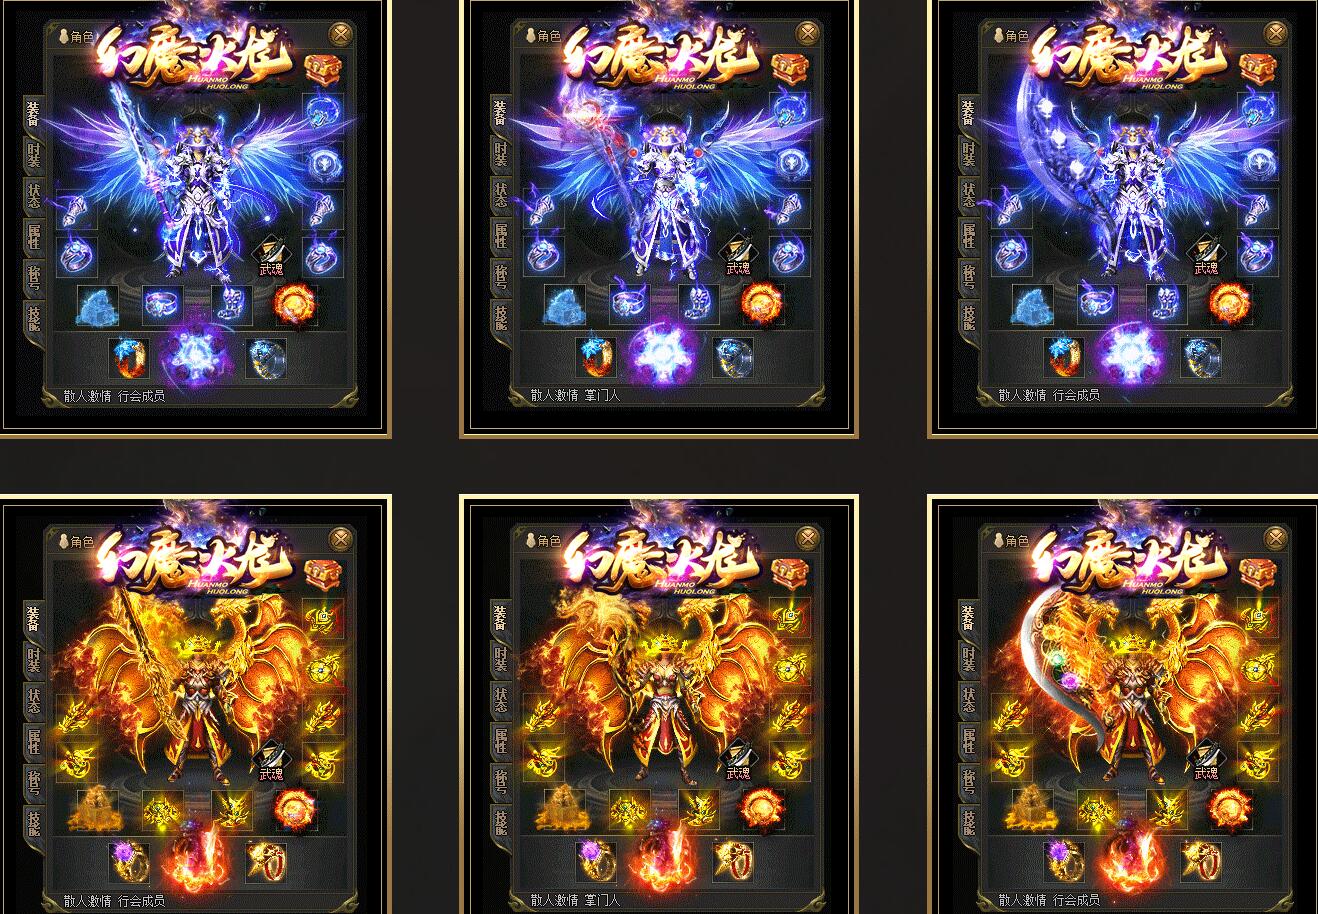 角色
幻魔火龙
HUANMO
HUOLONG
装备
时装
状态
属性
称号
技能
武魂
散人激情 行会成员
角色
幻魔火龙
HUANMO
HUOLONG
装备
时装
状态
属性
称号
技能
武魂
散人激情 掌门人
角色
幻魔火龙
HUANMO
HUOLONG
装备
时装
状态
属性
称号
技能
武魂
散人激情 行会成员
角色
幻魔火龙
HUANMO
HUOLONG
装备
时装
状态
属性
称号
技能
武魂
散人激情 行会成员
角色
幻魔火龙
HUANMO
HUOLONG
装备
时装
状态
属性
称号
技能
武魂
散人激情 掌门人
角色
幻魔火龙
HUANMO
HUOLONG
装备
时装
状态
属性
称号
技能
武魂
散人激情 行会成员